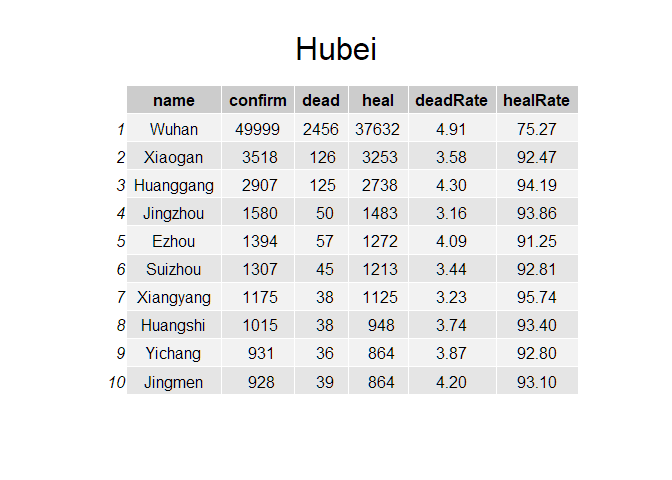 Hubei
name confirm dead heal deadRate healRate
1 Wuhan 49999 2456 37632 4.91 75.27
2 Xiaogan 3518 126 3253 3.58 92.47
3 Huanggang 2907 125 2738 4.30 94.19
4 Jingzhou 1580 50 1483 3.16 93.86
5 Ezhou 1394 57 1272 4.09 91.25
6 Suizhou 1307 45 1213 3.44 92.81
7 Xiangyang 1175 38 1125 3.23 95.74
8 Huangshi 1015 38 948 3.74 93.40
9 Yichang 931 36 864 3.87 92.80
10 Jingmen 928 39 864 4.20 93.10